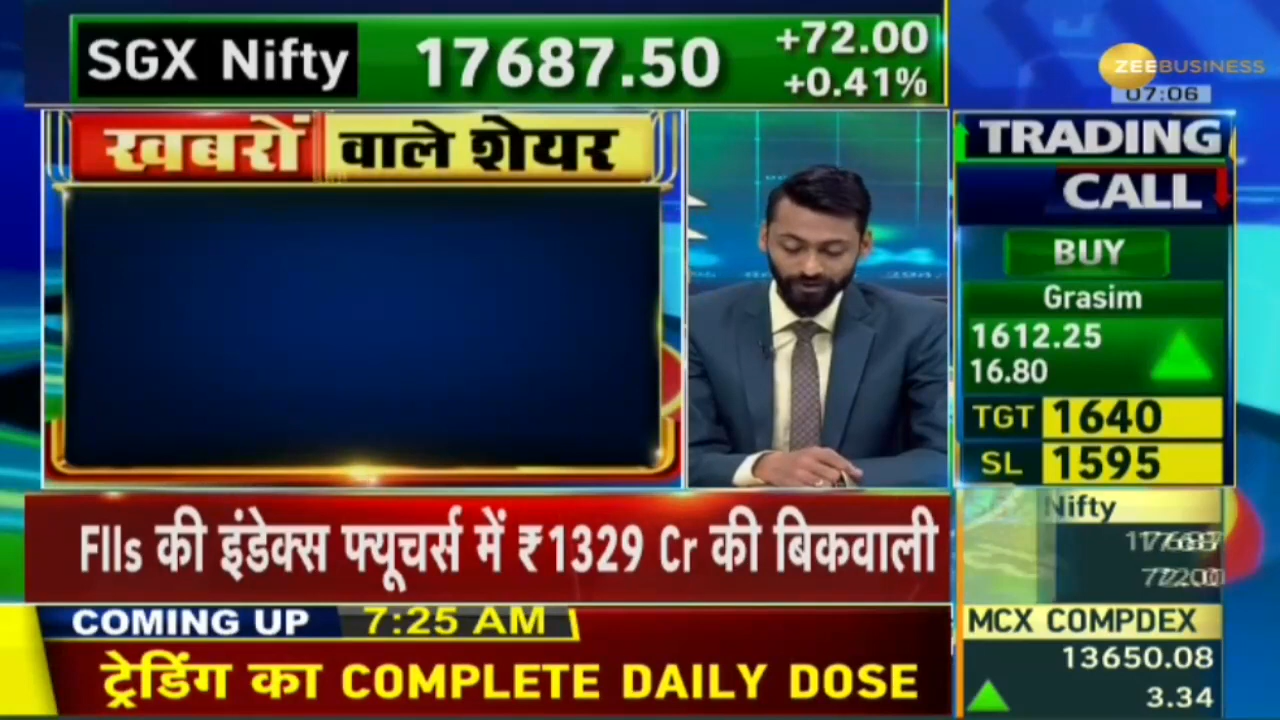 SGX Nifty 17687.50 +72.00
+0.41%
ZEEBUSINESS
07:06
खबरों वाले शेयर
TRADING
CALL
BUY
Grasim
1612.25
16.80
TGT 1640
SL 1595
FIIs की इंडेक्स फ्यूचर्स में ₹1329 Cr की बिकवाली
Nifty
COMING UP 7:25 AM
ट्रेडिंग का COMPLETE DAILY DOSE
MCX COMPDEX
13650.08
3.34